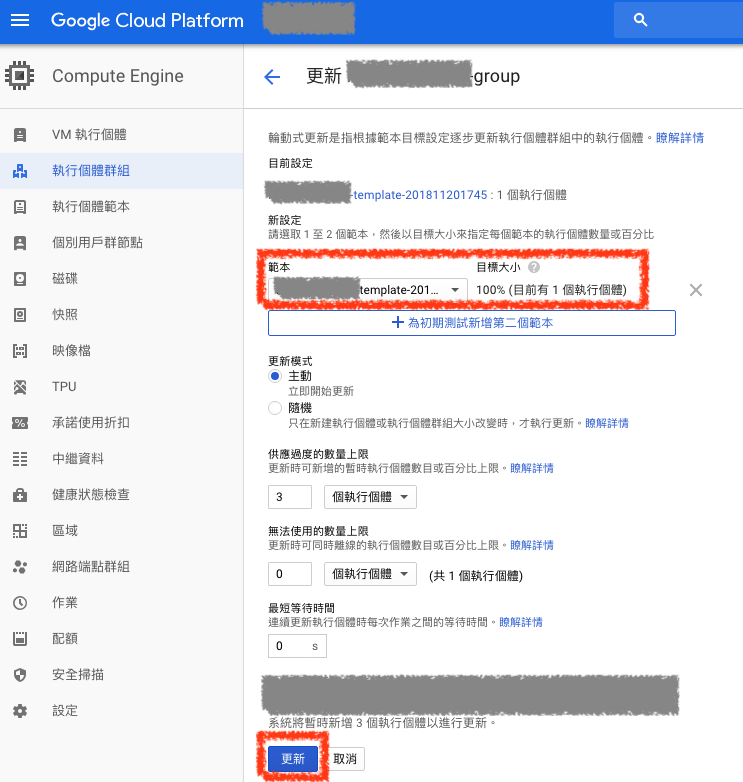 Google Cloud Platform
Compute Engine
更新
-group
VM 執行個體
執行個體群組
執行個體範本
個別用戶群節點
磁碟
快照
映像檔
TPU
承諾使用折扣
中繼資料
健康狀態檢查
區域
網路端點群組
作業
配額
安全掃描
設定
輪動式更新是指根據範本目標設定逐步更新執行個體群組中的執行個體。瞭解詳情
目前設定
-template-201811201745 : 1 個執行個體
新設定
請選取 1 至 2 個範本，然後以目標大小來指定每個範本的執行個體數量或百分比
範本 目標大小
template-201... 100% (目前有 1 個執行個體)
+ 為初期測試新增第二個範本
更新模式
主動
立即開始更新
隨機
只在新建執行個體或執行個體群組大小改變時，才執行更新。瞭解詳情
供應過度的數量上限
更新時可新增的暫時執行個體數目或百分比上限。瞭解詳情
3 個執行個體
無法使用的數量上限
更新時可同時離線的執行個體數目或百分比上限。瞭解詳情
0 個執行個體 (共 1 個執行個體)
最短等待時間
連續更新執行個體時每次作業之間的等待時間。瞭解詳情
0 s
系統將暫時新增 3 個執行個體以進行更新。
更新 取消